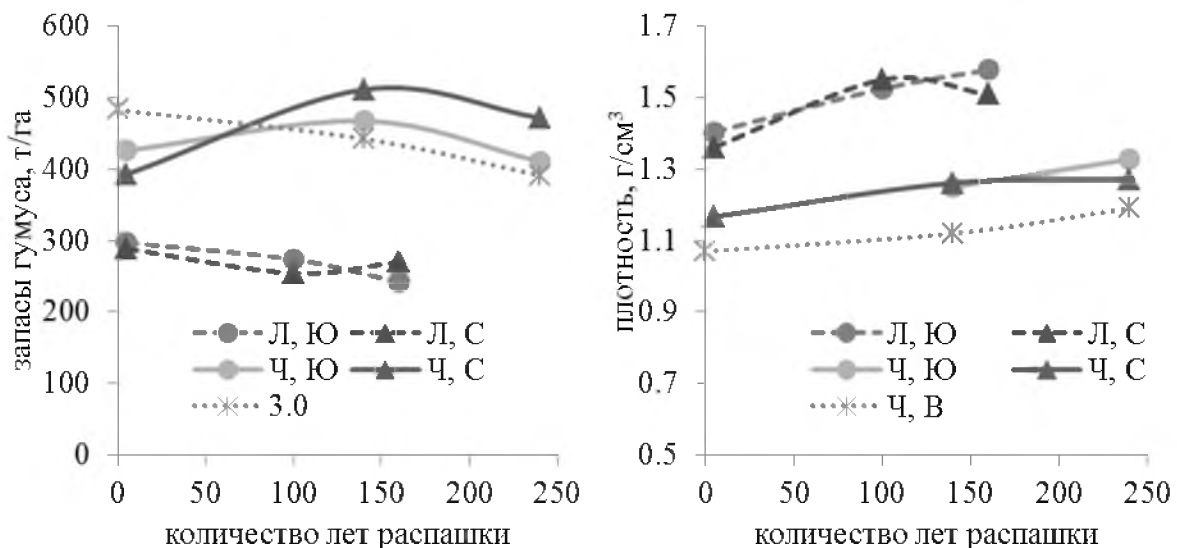 600
500
400
300
200
100
0
запасы гумуса, т/га
Л, Ю
Л, С
Ч, Ю
Ч, С
3.0
0 50 100 150 200 250
количество лет распашки
1.7
1.5
1.3
1.1
0.9
0.7
0.5
плотность, г/см³
Л, Ю
Л, С
Ч, Ю
Ч, С
Ч, В
0 50 100 150 200 250
количество лет распашки